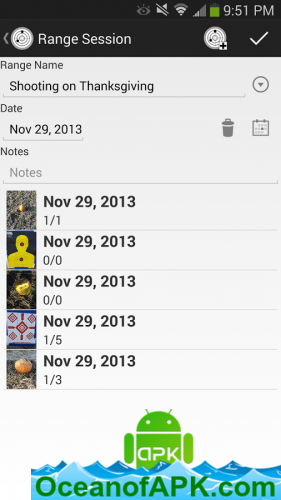 9:51 PM
Range Session
Range Name
Shooting on Thanksgiving
Date
Nov 29, 2013
Notes
Notes
Nov 29, 2013
1/1
Nov 29, 2013
0/0
Nov 29, 2013
0/0
Nov 29, 2013
1/5
Nov 29, 2013
1/3
APK
OceanofAPK.com